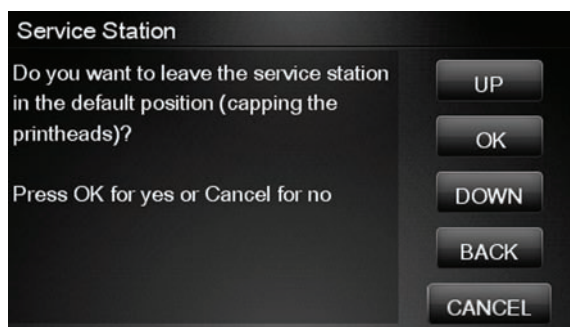 Service Station
Do you want to leave the service station
in the default position (capping the
printheads)?
Press OK for yes or Cancel for no
UP
OK
DOWN
BACK
CANCEL